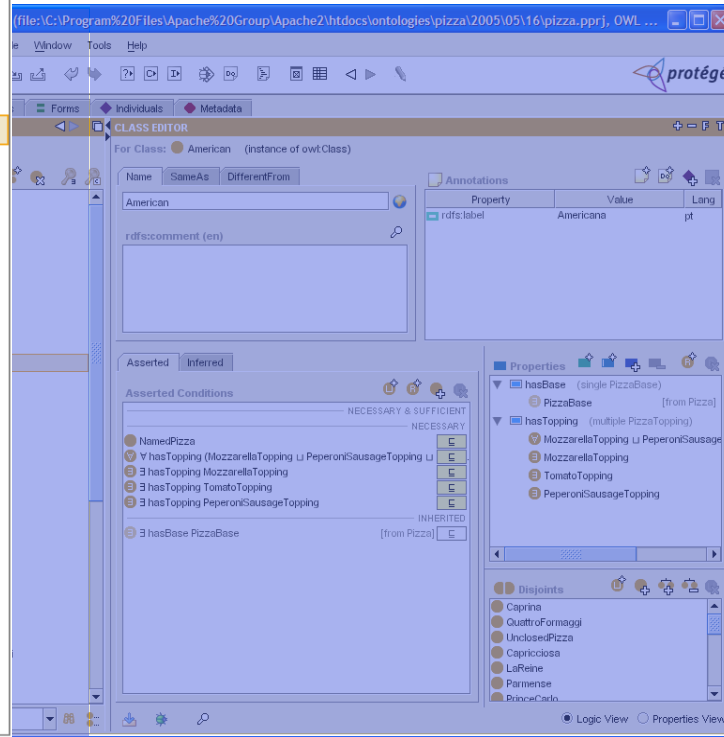 (file:\C:\Program%20Files\Apache%20Group\Apache2\htdocs\ontologies\pizza\2005\05\16\pizza.pprj, OWL ...
Window Tools Help
protégé
Forms Individuals Metadata
CLASS EDITOR
For Class: American (instance of owl:Class)
Name SameAs DifferentFrom
Annotations
American
Property Value Lang
rdfs:label Americana pt
rdfs:comment (en)
Asserted Inferred
Properties
Asserted Conditions
hasBase (single PizzaBase)
PizzaBase [from Pizza]
hasTopping (multiple PizzaTopping)
MozzarellaTopping ⊔ PeperoniSausage
MozzarellaTopping
TomatoTopping
PeperoniSausageTopping
NECESSARY & SUFFICIENT
NECESSARY
NamedPizza ⊑
∀ hasTopping (MozzarellaTopping ⊔ PeperoniSausageTopping ⊔ ⊑
∃ hasTopping MozzarellaTopping ⊑
∃ hasTopping TomatoTopping ⊑
∃ hasTopping PeperoniSausageTopping ⊑
INHERITED
∃ hasBase PizzaBase [from Pizza] ⊑
Disjoints
Caprina
QuattroFormaggi
UnclosedPizza
Capricciosa
LaReine
Parmense
PrinceCarlo
Logic View Properties View